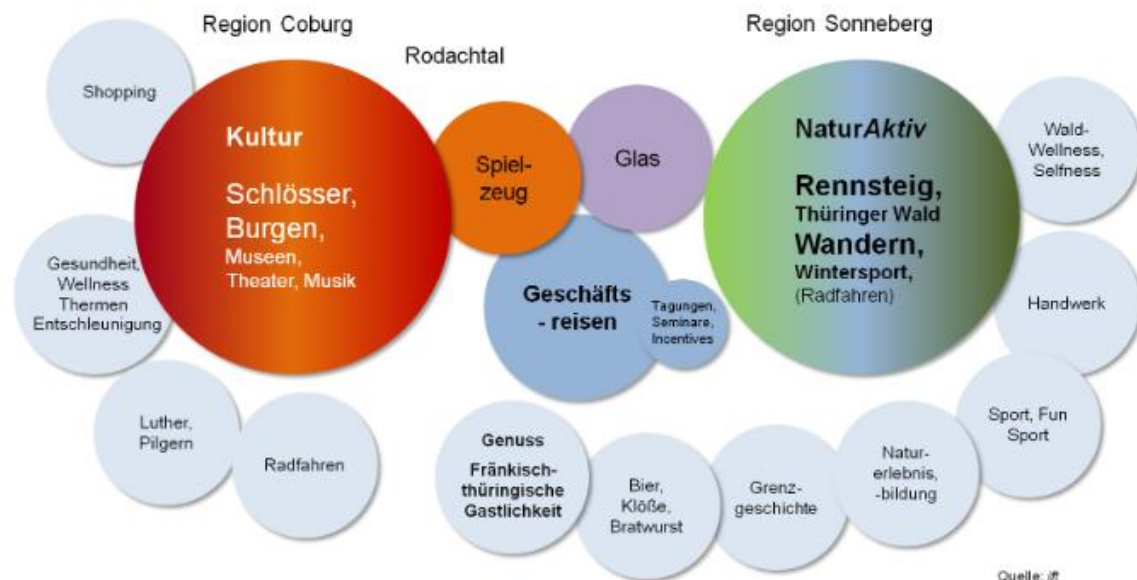 Region Coburg
Rodachtal
Region Sonneberg
Shopping
Kultur
Schlösser,
Burgen,
Museen,
Theater, Musik
Spiel-
zeug
Glas
NaturAktiv
Rennsteig,
Thüringer Wald
Wandern,
Wintersport,
(Radfahren)
Wald-
Wellness,
Selfness
Gesundheit,
Wellness
Thermen
Entschleunigung
Geschäfts
- reisen
Tagungen,
Seminare,
Incentives
Handwerk
Luther,
Pilgern
Radfahren
Genuss
Fränkisch-
thüringische
Gastlichkeit
Bier,
Klöße,
Bratwurst
Grenz-
geschichte
Natur-
erlebnis,
-bildung
Sport, Fun
Sport
Quelle: ift